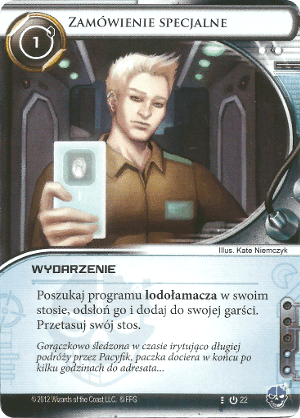 ZAMÓWIENIE SPECJALNE
1
Illus. Kate Niemczyk
WYDARZENIE
Poszukaj programu lodołamacza w swoim
stosie, odsłoń go i dodaj do swojej garści.
Przetasuj swój stos.
Gorączkowo śledzona w czasie irytująco długiej
podróży przez Pacyfik, paczka dociera w końcu po
kilku godzinach do adresata...
© 2012 Wizards of the Coast LLC. © FFG 22